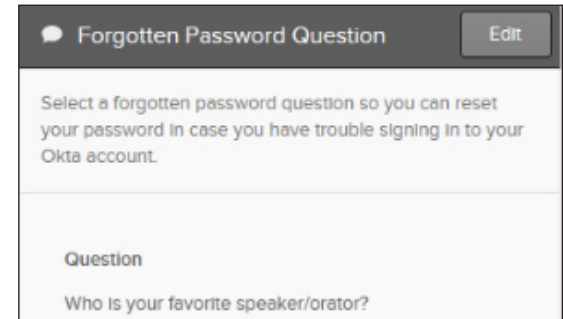 Forgotten Password Question
Edit
Select a forgotten password question so you can reset
your password in case you have trouble signing in to your
Okta account.
Question
Who is your favorite speaker/orator?